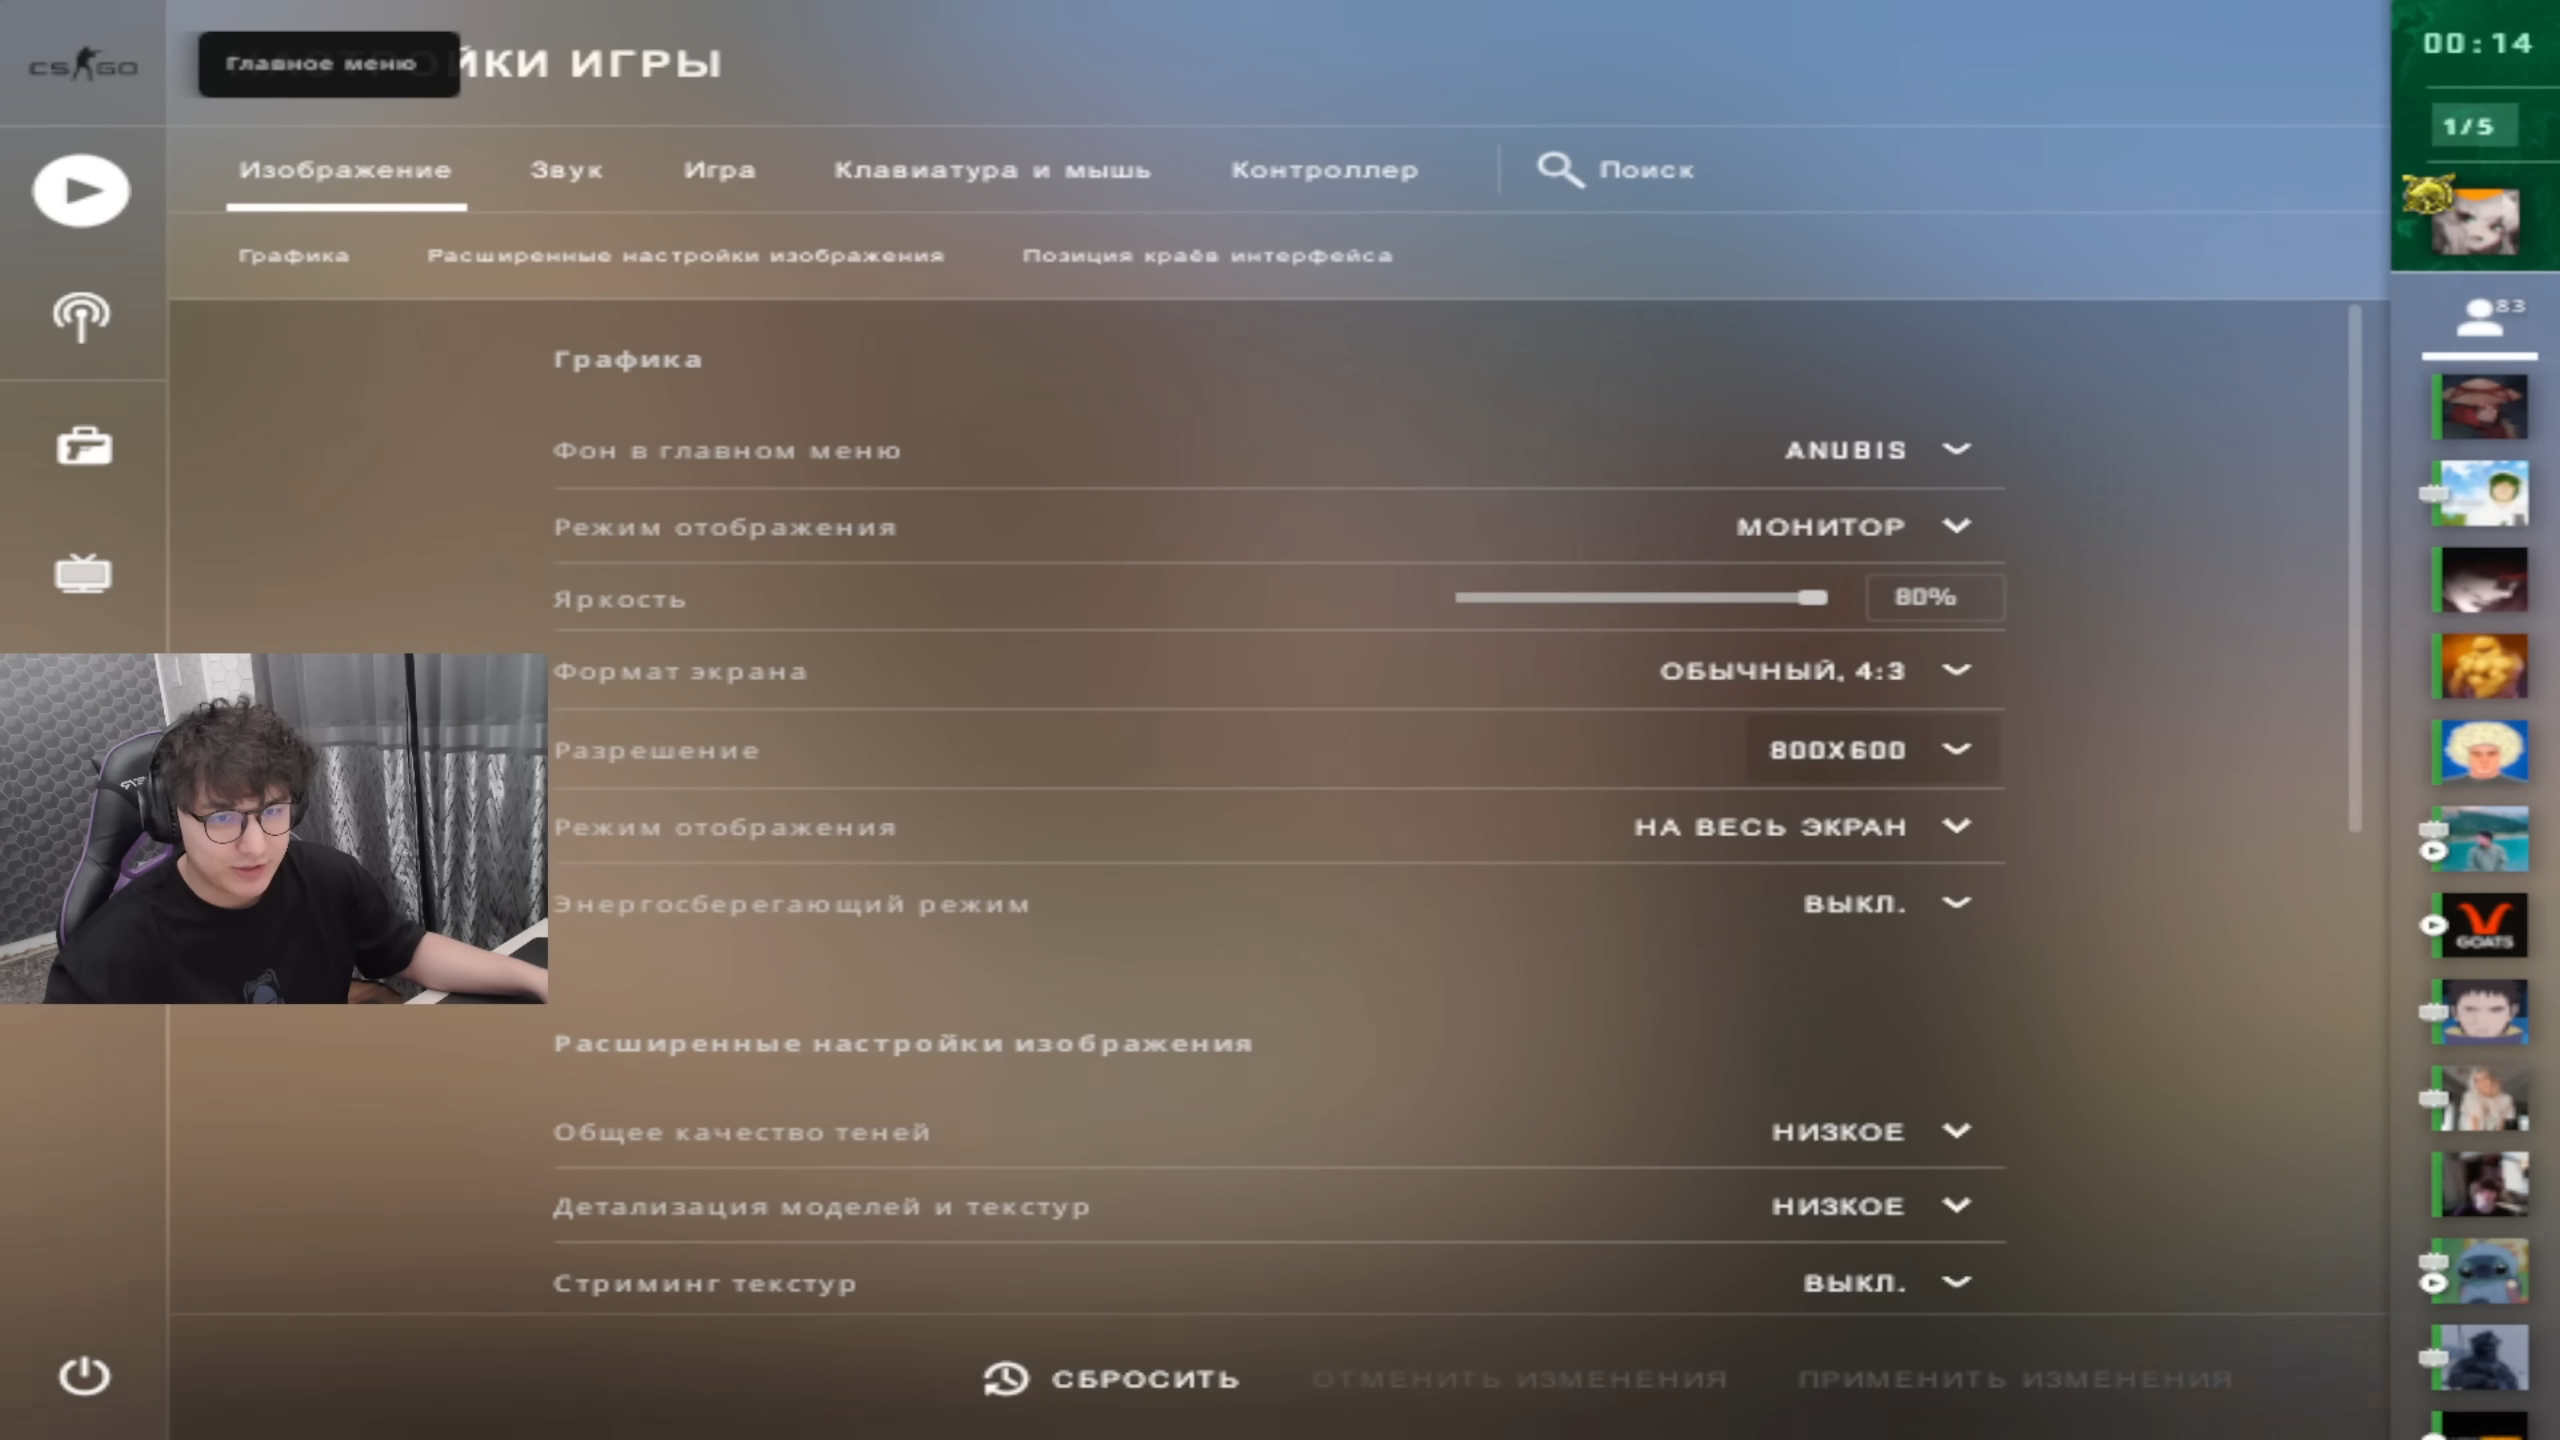 CS GO
Главное меню
ЙКИ ИГРЫ
00:14
1/5
Изображение
Звук
Игра
Клавиатура и мышь
Контроллер
Поиск
Графика
Расширенные настройки изображения
Позиция краёв интерфейса
83
Графика
Фон в главном меню
ANUBIS
Режим отображения
МОНИТОР
Яркость
80%
Формат экрана
ОБЫЧНЫЙ, 4:3
Разрешение
800X600
Режим отображения
НА ВЕСЬ ЭКРАН
Энергосберегающий режим
ВЫКЛ.
GOATS
Расширенные настройки изображения
Общее качество теней
НИЗКОЕ
Детализация моделей и текстур
НИЗКОЕ
Стриминг текстур
ВЫКЛ.
СБРОСИТЬ
ОТМЕНИТЬ ИЗМЕНЕНИЯ
ПРИМЕНИТЬ ИЗМЕНЕНИЯ